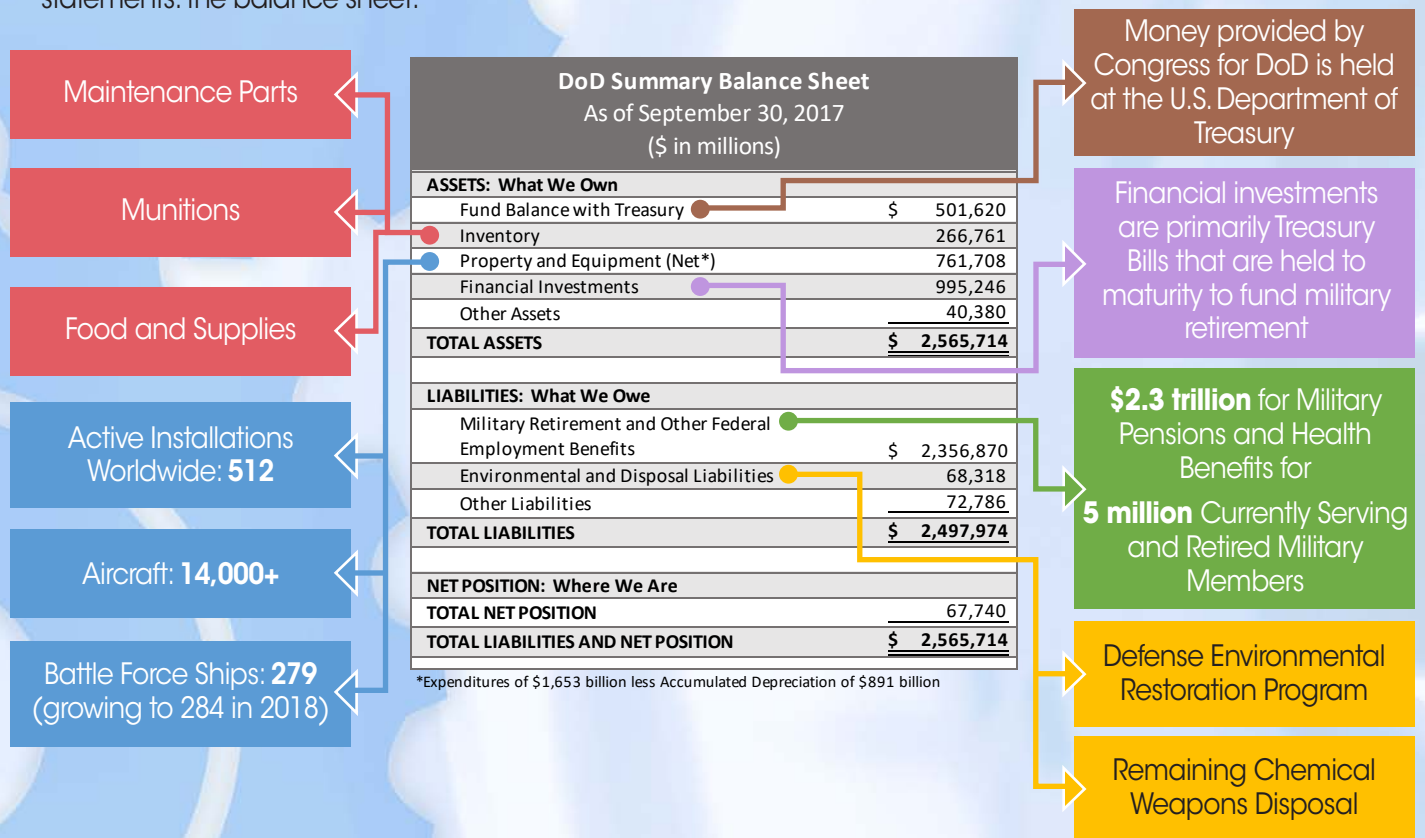 statements: the balance sheet.
Maintenance Parts
Munitions
Food and Supplies
Active Installations
Worldwide: 512
Aircraft: 14,000+
Battle Force Ships: 279
(growing to 284 in 2018)
DoD Summary Balance Sheet
As of September 30, 2017
($ in millions)
ASSETS: What We Own
Fund Balance with Treasury $ 501,620
Inventory 266,761
Property and Equipment (Net*) 761,708
Financial Investments 995,246
Other Assets 40,380
TOTAL ASSETS $ 2,565,714
LIABILITIES: What We Owe
Military Retirement and Other Federal
Employment Benefits $ 2,356,870
Environmental and Disposal Liabilities 68,318
Other Liabilities 72,786
TOTAL LIABILITIES $ 2,497,974
NET POSITION: Where We Are
TOTAL NET POSITION 67,740
TOTAL LIABILITIES AND NET POSITION $ 2,565,714
*Expenditures of $1,653 billion less Accumulated Depreciation of $891 billion
Money provided by
Congress for DoD is held
at the U.S. Department of
Treasury
Financial investments
are primarily Treasury
Bills that are held to
maturity to fund military
retirement
$2.3 trillion for Military
Pensions and Health
Benefits for
5 million Currently Serving
and Retired Military
Members
Defense Environmental
Restoration Program
Remaining Chemical
Weapons Disposal